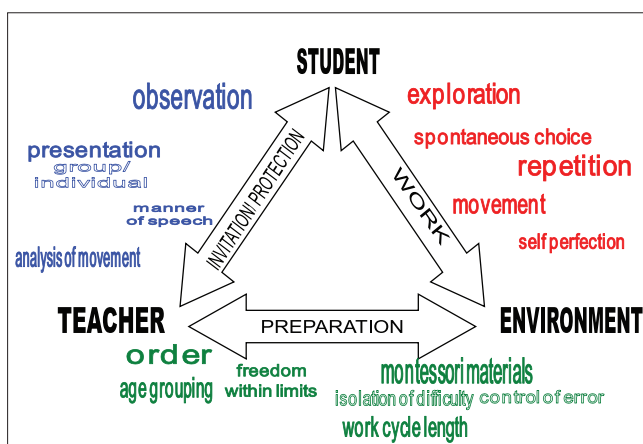 STUDENT
observation
exploration
spontaneous choice
presentation
group/
individual
repetition
INVITATION/ PROTECTION
WORK
manner
of speech
movement
analysis of movement
self perfection
TEACHER
PREPARATION
ENVIRONMENT
order
age grouping
freedom
within limits
montessori materials
isolation of difficulty
control of error
work cycle length